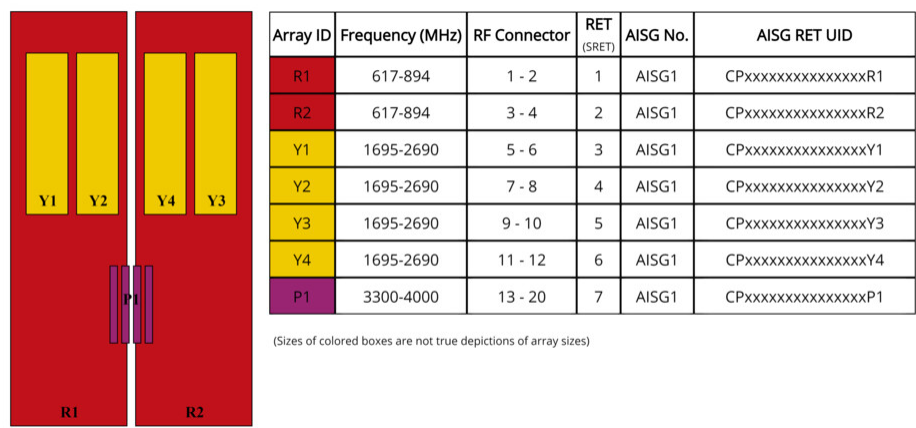 Y1 Y2 Y4 Y3
P1
R1 R2
Array ID Frequency (MHz) RF Connector RET (SRET) AISG No. AISG RET UID
R1 617-894 1 - 2 1 AISG1 CPxxxxxxxxxxxxxxxR1
R2 617-894 3 - 4 2 AISG1 CPxxxxxxxxxxxxxxxR2
Y1 1695-2690 5 - 6 3 AISG1 CPxxxxxxxxxxxxxxxY1
Y2 1695-2690 7 - 8 4 AISG1 CPxxxxxxxxxxxxxxxY2
Y3 1695-2690 9 - 10 5 AISG1 CPxxxxxxxxxxxxxxxY3
Y4 1695-2690 11 - 12 6 AISG1 CPxxxxxxxxxxxxxxxY4
P1 3300-4000 13 - 20 7 AISG1 CPxxxxxxxxxxxxxxxP1
(Sizes of colored boxes are not true depictions of array sizes)